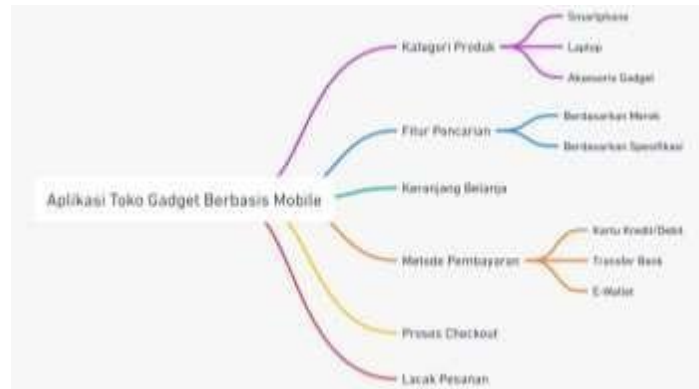 Aplikasi Toko Gadget Berbasis Mobile
Kategori Produk
Smartphone
Laptop
Aksesoris Gadget
Fitur Pencarian
Berdasarkan Merek
Berdasarkan Spesifikasi
Keranjang Belanja
Metode Pembayaran
Kartu Kredit/Debit
Transfer Bank
E-Wallet
Proses Checkout
Lacak Pesanan